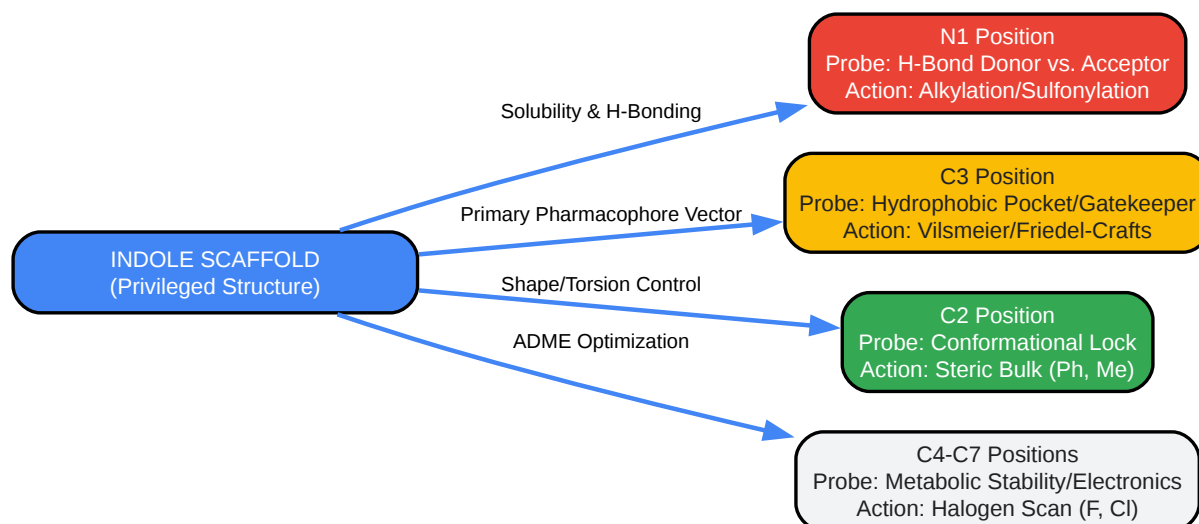 INDOLE SCAFFOLD
(Privileged Structure)
Solubility & H-Bonding
N1 Position
Probe: H-Bond Donor vs. Acceptor
Action: Alkylation/Sulfonylation
Primary Pharmacophore Vector
C3 Position
Probe: Hydrophobic Pocket/Gatekeeper
Action: Vilsmeier/Friedel-Crafts
Shape/Torsion Control
C2 Position
Probe: Conformational Lock
Action: Steric Bulk (Ph, Me)
ADME Optimization
C4-C7 Positions
Probe: Metabolic Stability/Electronics
Action: Halogen Scan (F, Cl)